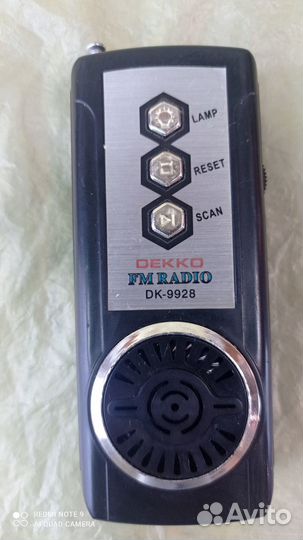 LAMP
RESET
SCAN
DEKKO
FM RADIO
DK-9928
REDMI NOTE 9
AI QUAD CAMERA
Avito